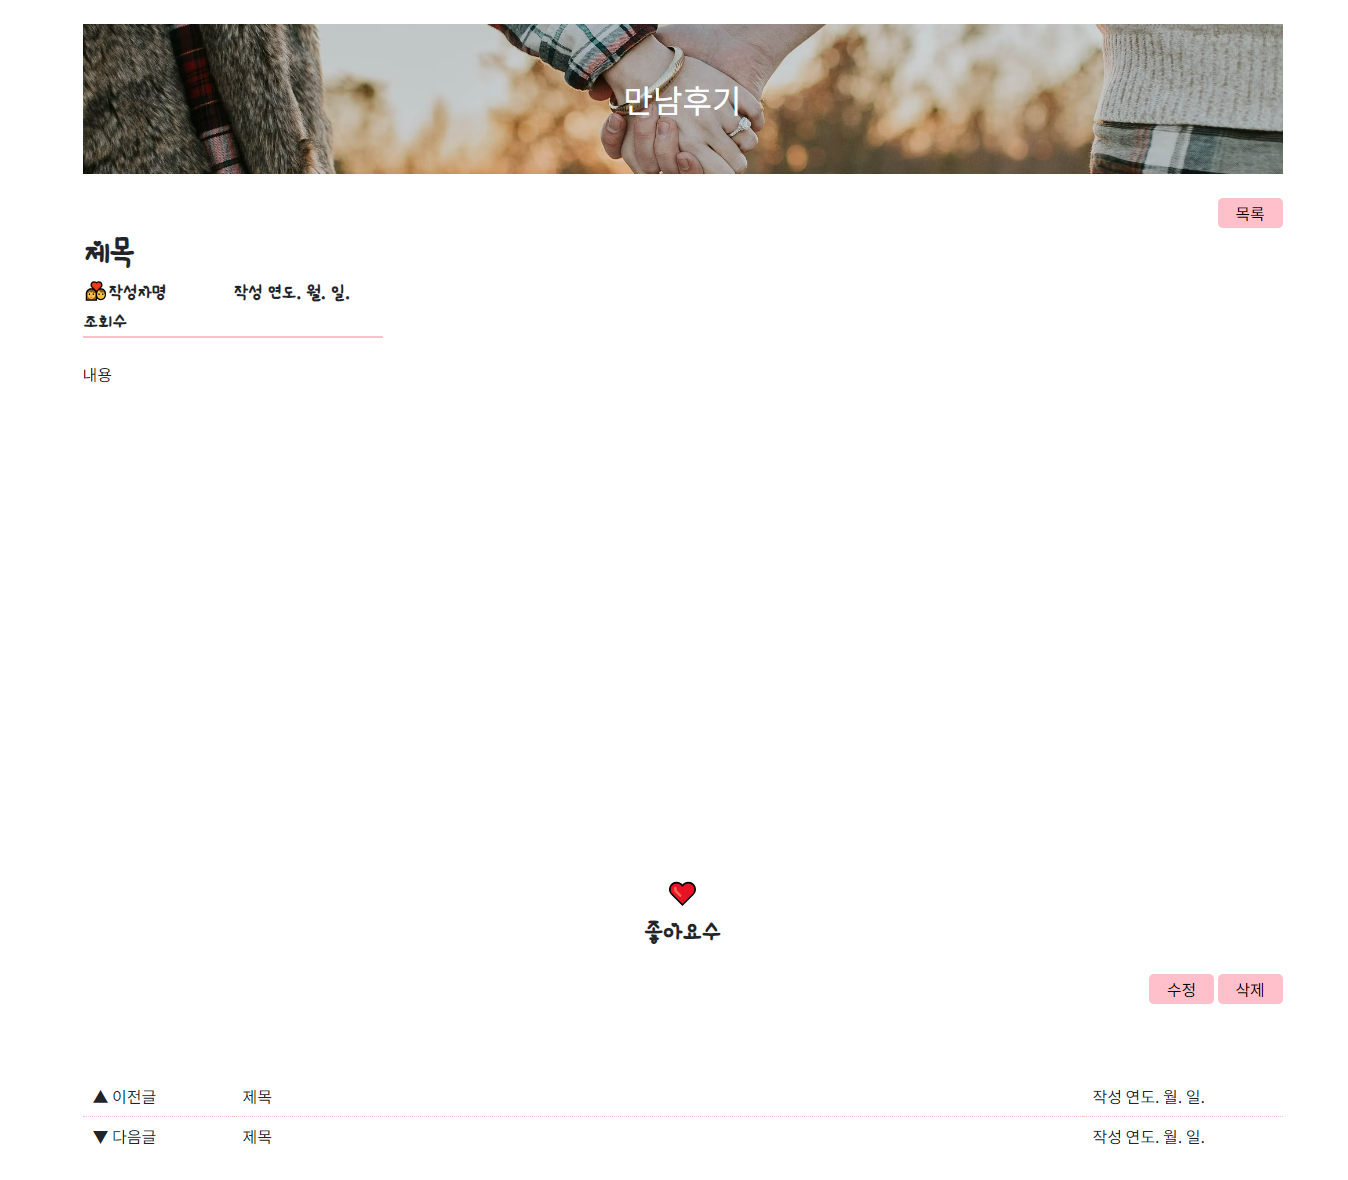 만남후기
목록
제목
작성자명 작성 연도. 월. 일.
조회수
내용
좋아요수
수정 삭제
▲ 이전글 제목 작성 연도. 월. 일.
▼ 다음글 제목 작성 연도. 월. 일.